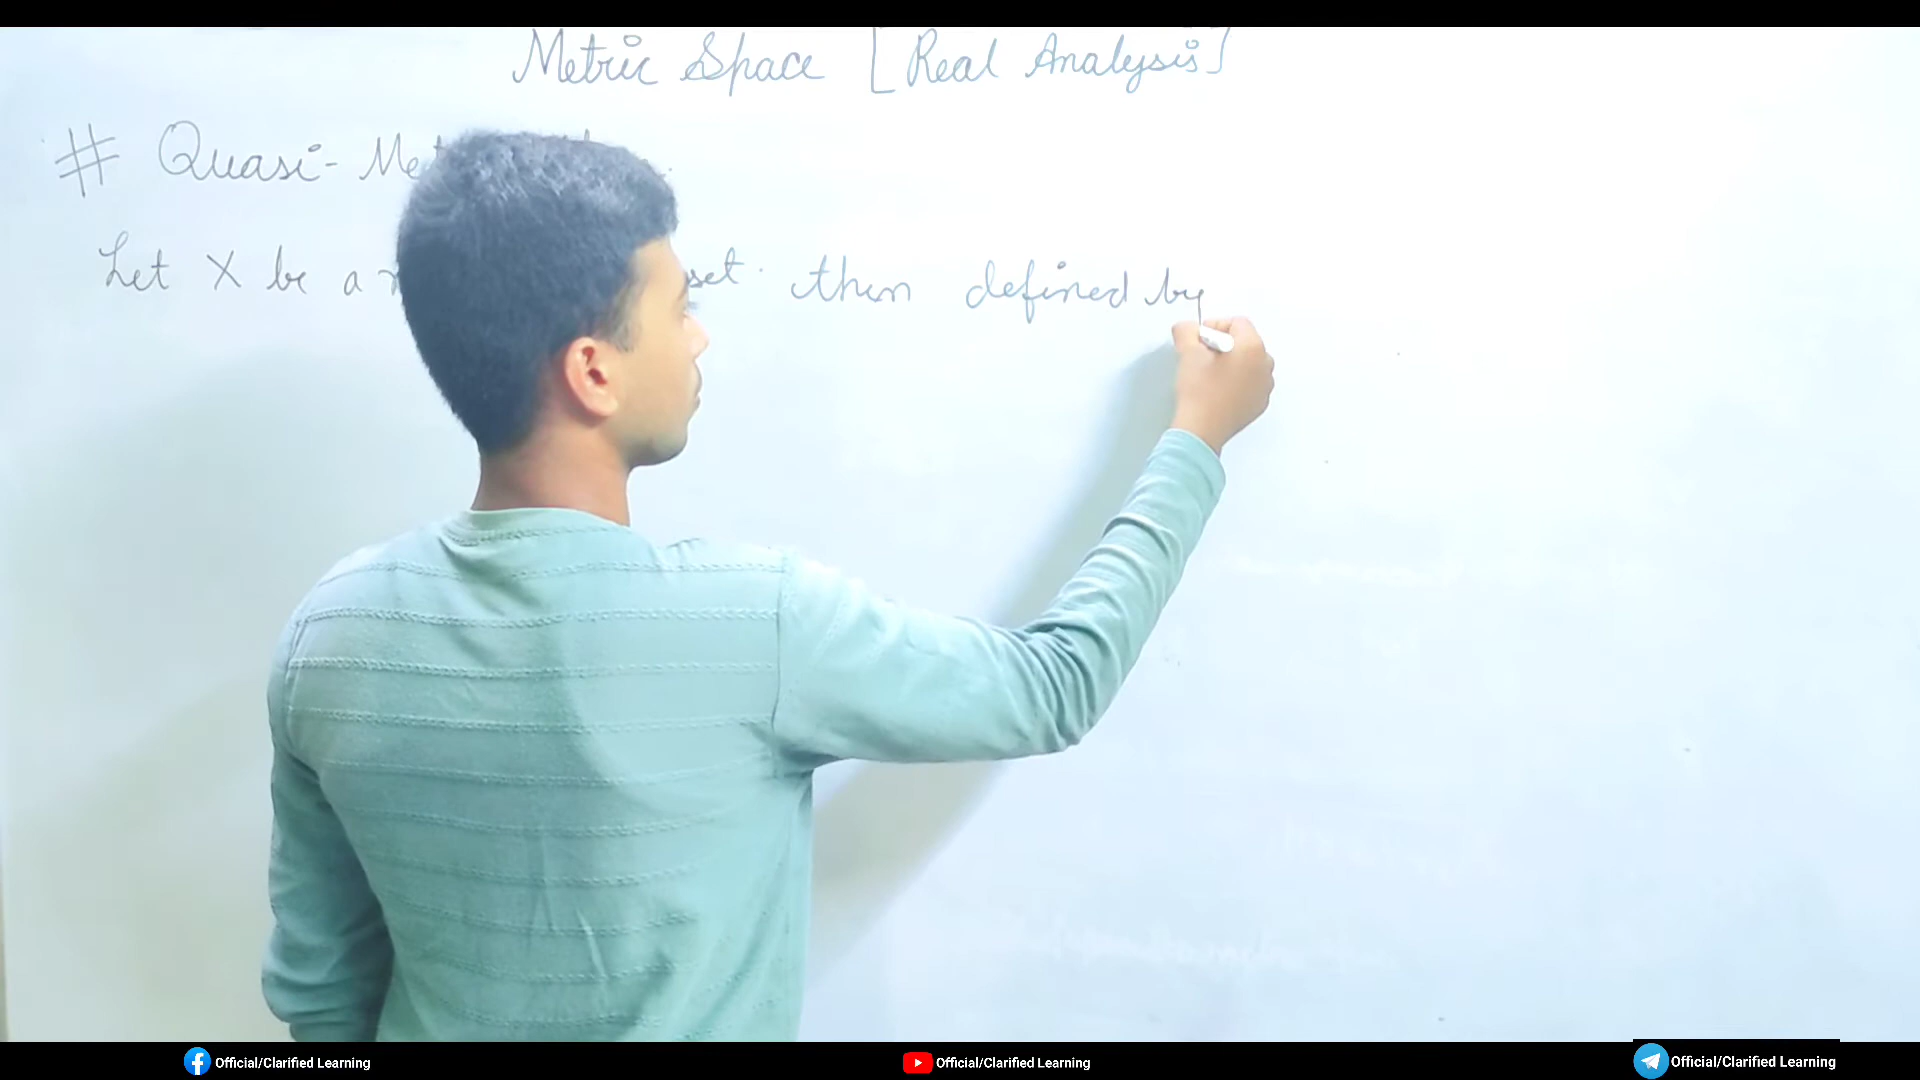 Metric Space [Real Analysis]
# Quasi-
Let X be a set. then defined by
Official/Clarified Learning
Official/Clarified Learning
Official/Clarified Learning